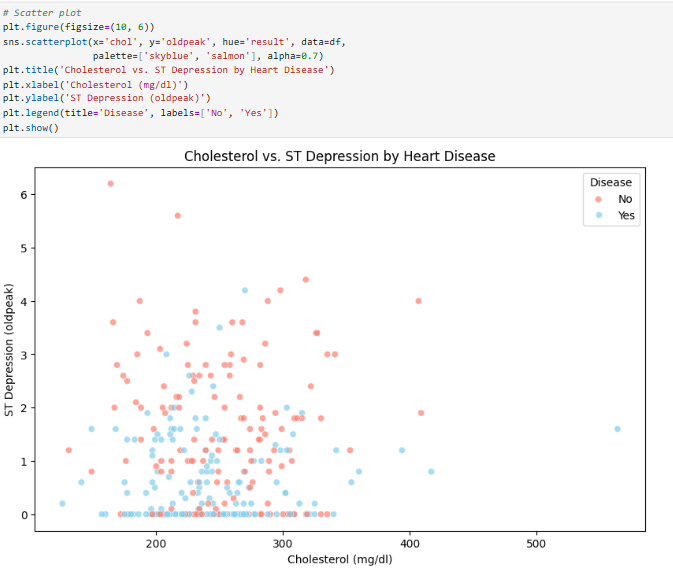 # Scatter plot
plt.figure(figsize=(10, 6))
sns.scatterplot(x='chol', y='oldpeak', hue='result', data=df,
palette=['skyblue', 'salmon'], alpha=0.7)
plt.title('Cholesterol vs. ST Depression by Heart Disease')
plt.xlabel('Cholesterol (mg/dl)')
plt.ylabel('ST Depression (oldpeak)')
plt.legend(title='Disease', labels=['No', 'Yes'])
plt.show()
Cholesterol vs. ST Depression by Heart Disease
Disease
No
Yes
ST Depression (oldpeak)
6
5
4
3
2
1
0
200 300 400 500
Cholesterol (mg/dl)